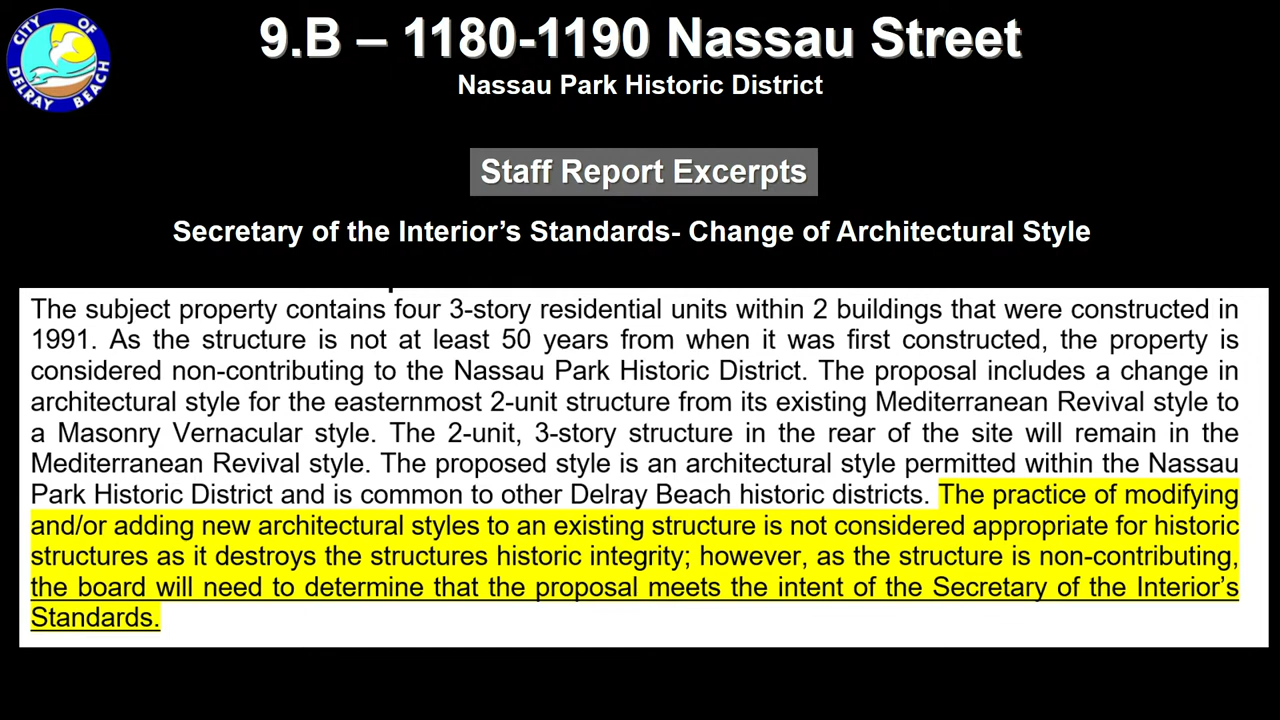 CITY OF
DELRAY BEACH
9.B – 1180-1190 Nassau Street
Nassau Park Historic District
Staff Report Excerpts
Secretary of the Interior’s Standards- Change of Architectural Style
The subject property contains four 3-story residential units within 2 buildings that were constructed in
1991. As the structure is not at least 50 years from when it was first constructed, the property is
considered non-contributing to the Nassau Park Historic District. The proposal includes a change in
architectural style for the easternmost 2-unit structure from its existing Mediterranean Revival style to
a Masonry Vernacular style. The 2-unit, 3-story structure in the rear of the site will remain in the
Mediterranean Revival style. The proposed style is an architectural style permitted within the Nassau
Park Historic District and is common to other Delray Beach historic districts. The practice of modifying
and/or adding new architectural styles to an existing structure is not considered appropriate for historic
structures as it destroys the structures historic integrity; however, as the structure is non-contributing,
the board will need to determine that the proposal meets the intent of the Secretary of the Interior’s
Standards.